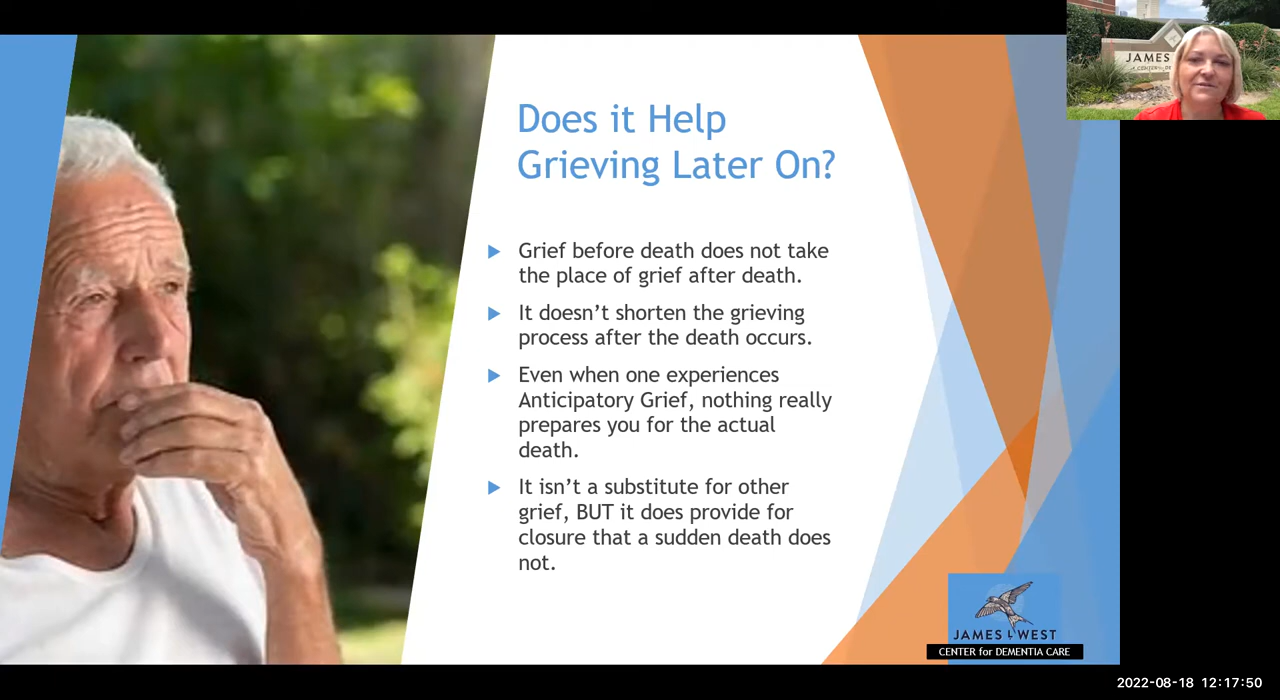 JAMES
Does it Help
Grieving Later On?
Grief before death does not take
the place of grief after death.
It doesn’t shorten the grieving
process after the death occurs.
Even when one experiences
Anticipatory Grief, nothing really
prepares you for the actual
death.
It isn’t a substitute for other
grief, BUT it does provide for
closure that a sudden death does
not.
JAMES L WEST
CENTER for DEMENTIA CARE
2022-08-18 12:17:50